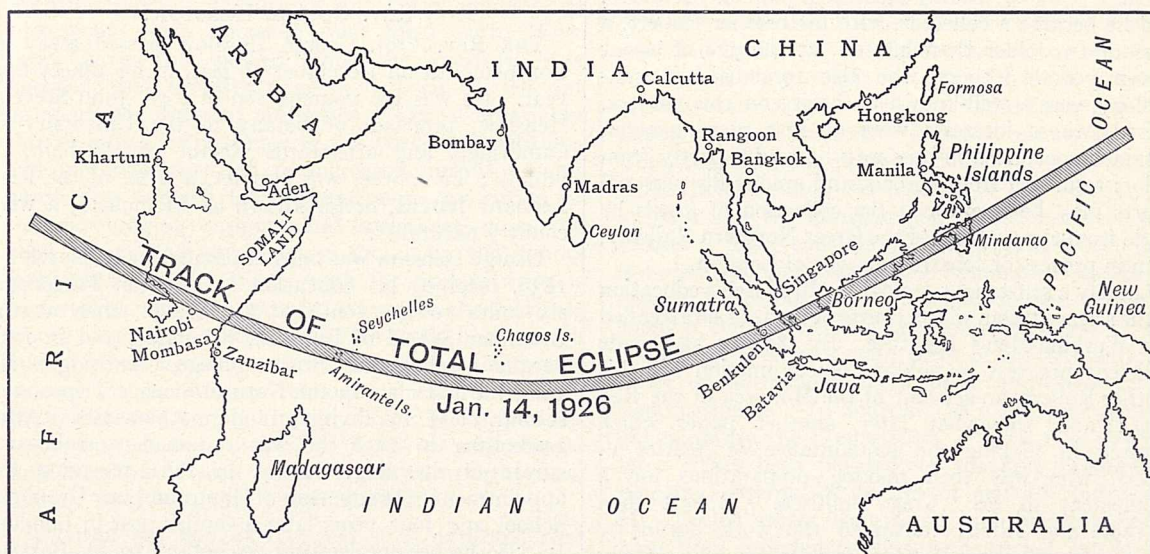 ARABIA
INDIA
CHINA
PACIFIC OCEAN
AFRICA
Calcutta
Formosa
Hongkong
Bombay
Rangoon
Bangkok
Manila
Philippine
Islands
Khartum
Aden
Madras
Ceylon
SOMALI
LAND
Mindanao
Singapore
Sumatra
Borneo
New
Guinea
TRACK OF TOTAL ECLIPSE
Jan. 14, 1926
Nairobi
Mombasa
Zanzibar
Seychelles
Amirante Is.
Chagos Is.
Benkulen
Batavia
Java
Madagascar
INDIAN OCEAN
AUSTRALIA